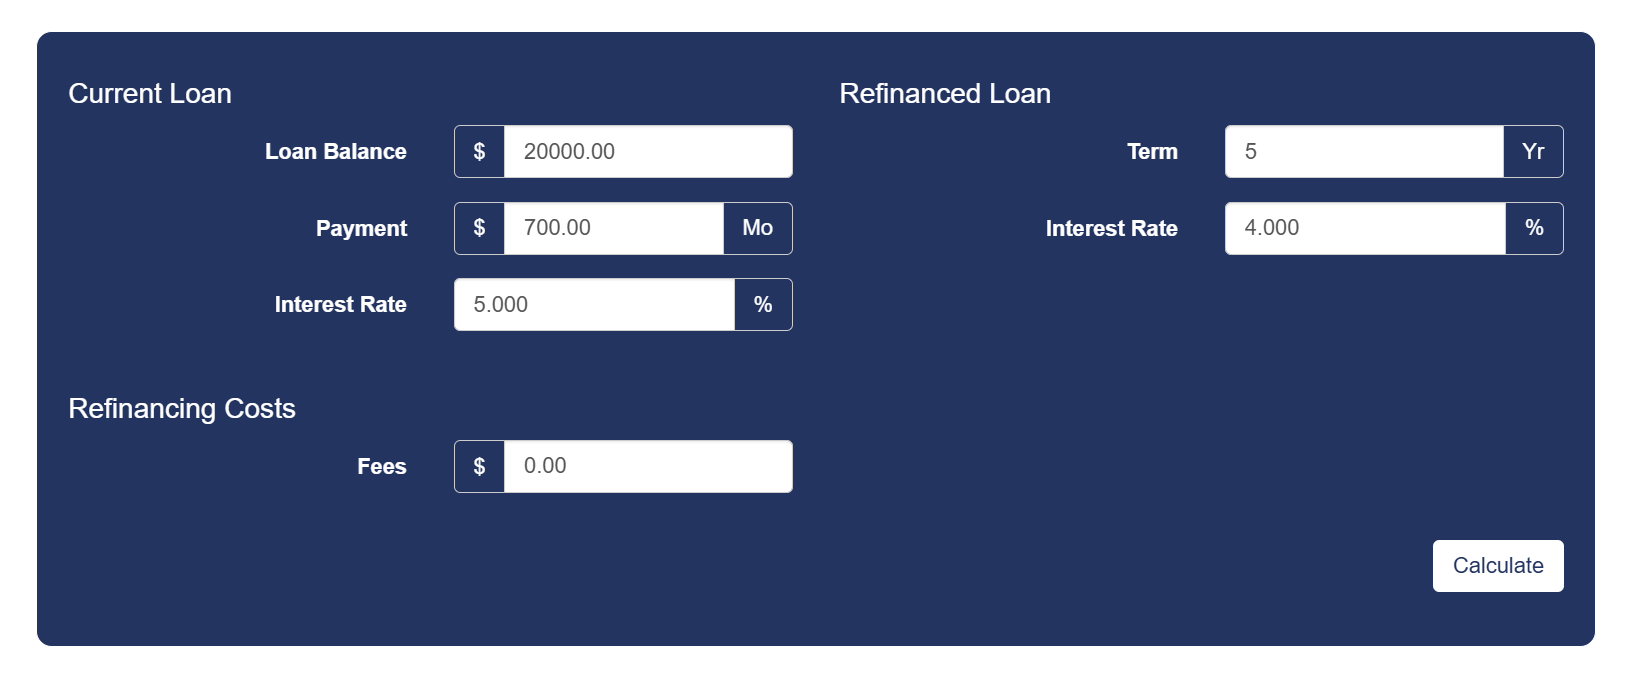 Current Loan
Loan Balance $ 20000.00
Payment $ 700.00 Mo
Interest Rate 5.000 %
Refinanced Loan
Term 5 Yr
Interest Rate 4.000 %
Refinancing Costs
Fees $ 0.00
Calculate